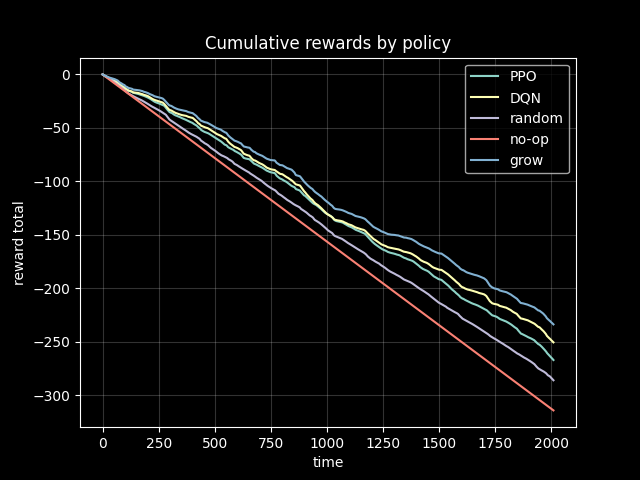 Cumulative rewards by policy
PPO
DQN
random
no-op
grow
reward total
0
−50
−100
−150
−200
−250
−300
0 250 500 750 1000 1250 1500 1750 2000
time